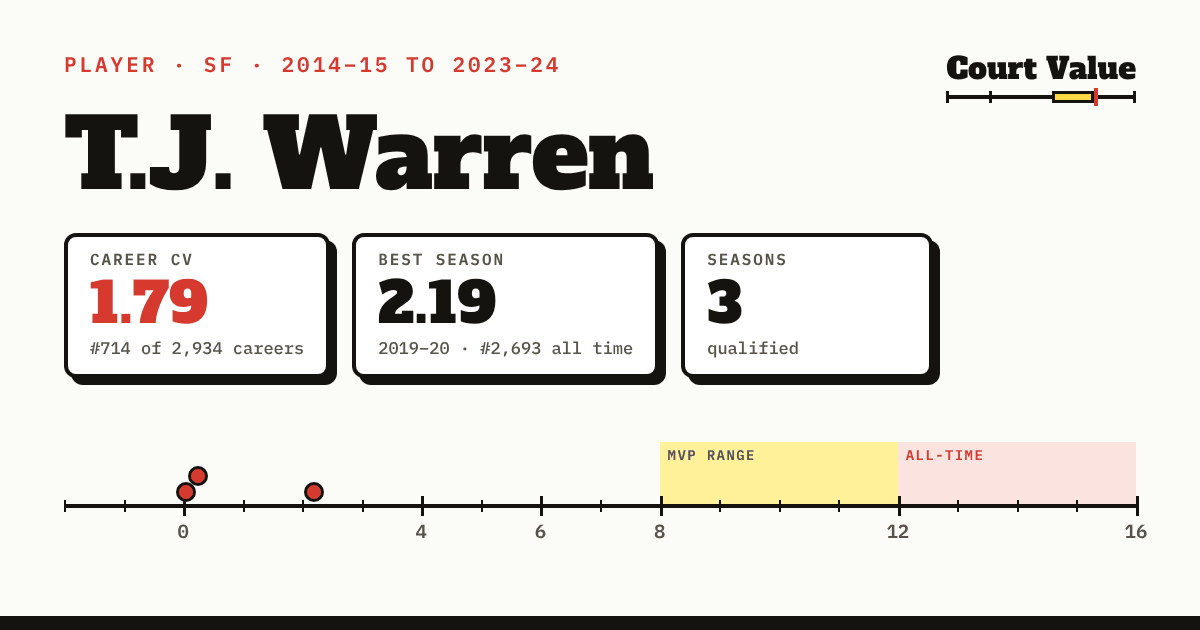 PLAYER · SF · 2014–15 TO 2023–24
Court Value
T.J. Warren
CAREER CV
1.79
#714 of 2,934 careers
BEST SEASON
2.19
2019–20 · #2,693 all time
SEASONS
3
qualified
MVP RANGE
ALL-TIME
0 4 6 8 12 16